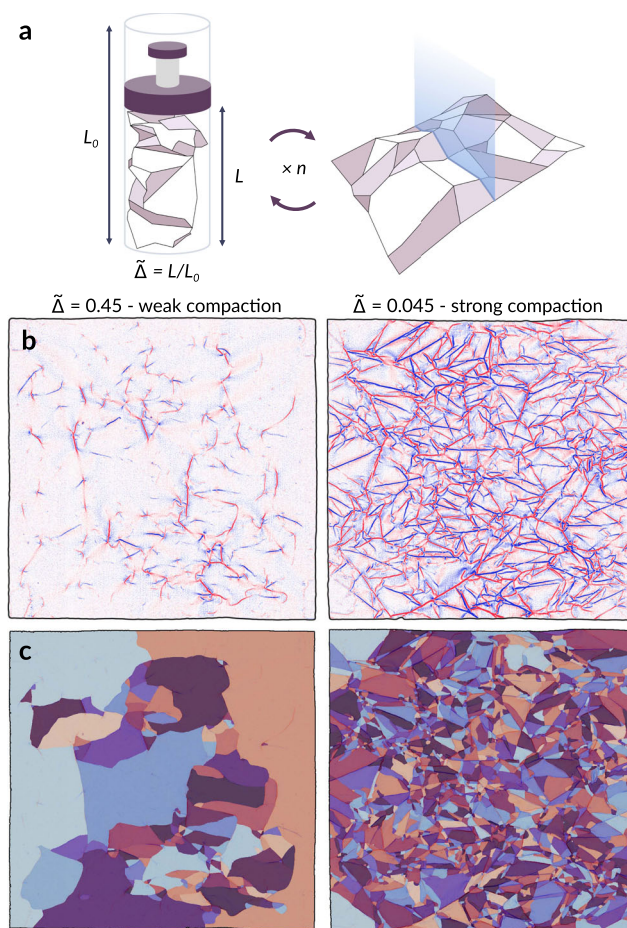 a
L₀
L
× n
Δ̃ = L/L₀
Δ̃ = 0.45 - weak compaction
Δ̃ = 0.045 - strong compaction
b
c